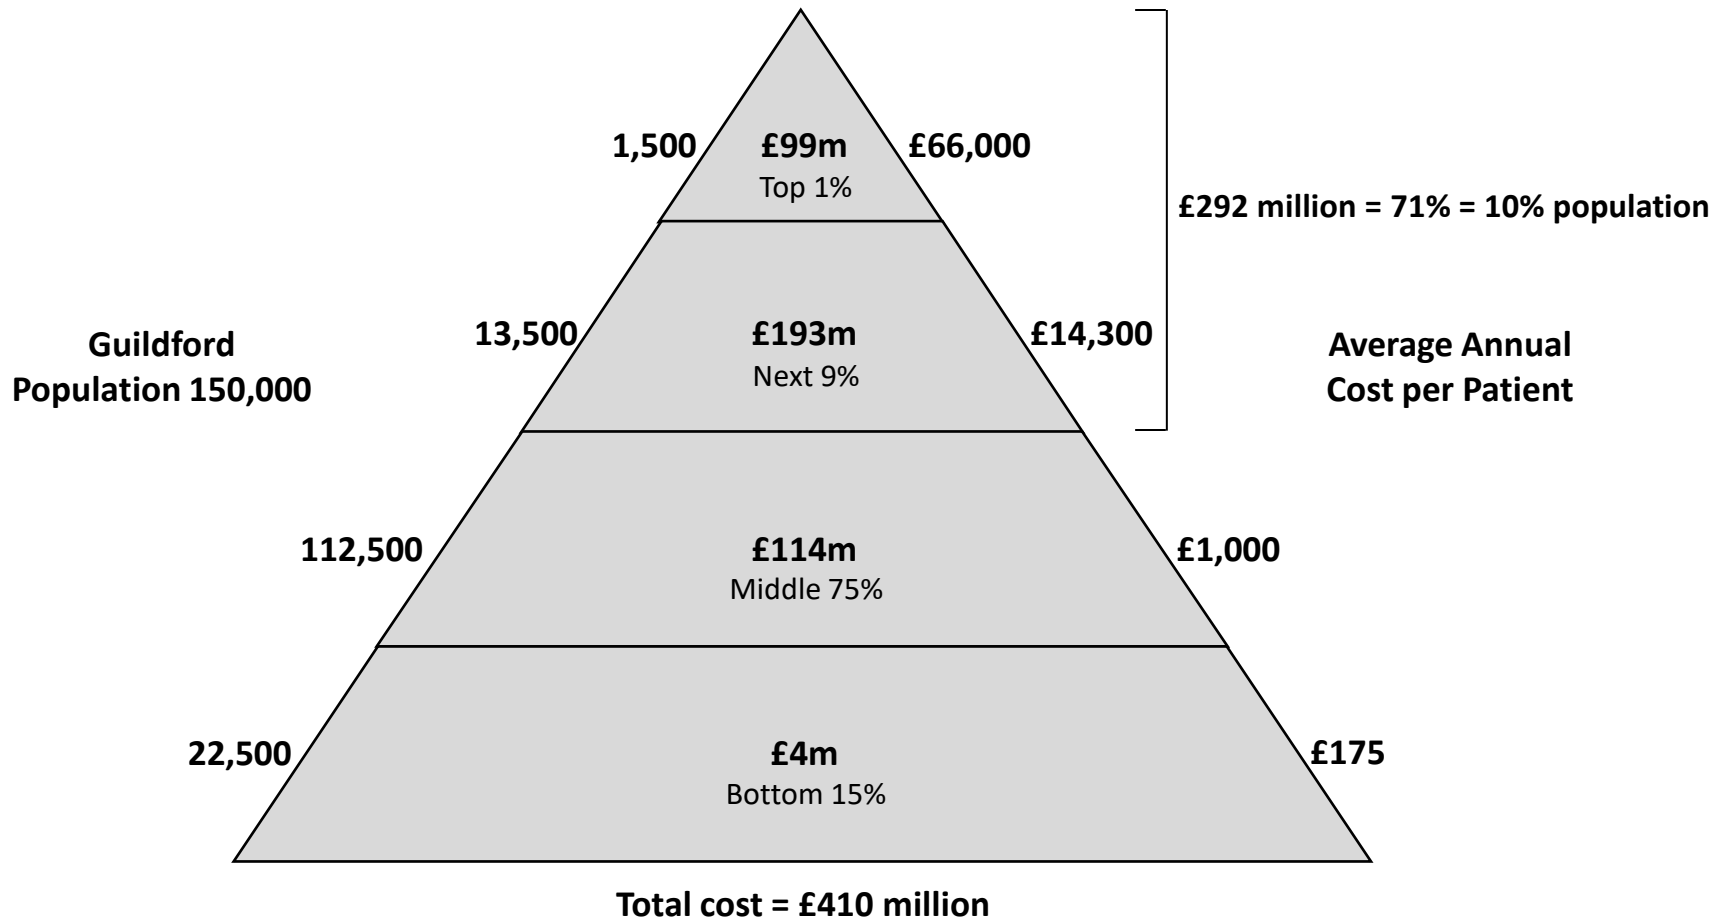 1,500
£99m
£66,000
Top 1%
£292 million = 71% = 10% population
13,500
£193m
£14,300
Next 9%
Guildford
Population 150,000
Average Annual
Cost per Patient
112,500
£114m
£1,000
Middle 75%
22,500
£4m
£175
Bottom 15%
Total cost = £410 million